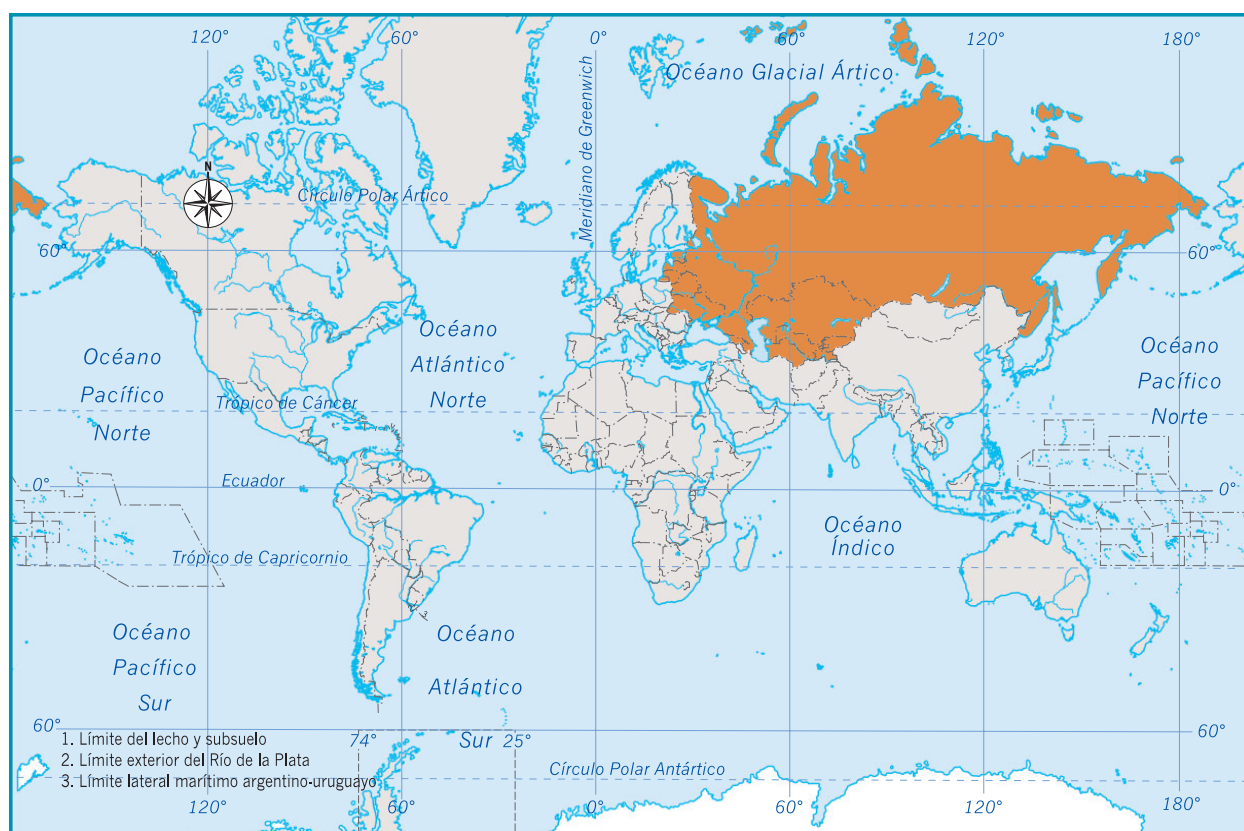 120°
60°
0°
60°
120°
180°
Océano Glacial Ártico
Meridiano de Greenwich
N
Círculo Polar Ártico
60°
60°
Océano
Pacífico
Norte
Océano
Atlántico
Norte
Océano
Pacífico
Norte
Trópico de Cáncer
0°
Ecuador
0°
Océano
Índico
Trópico de Capricornio
3
Océano
Pacífico
Sur
Océano
Atlántico
Sur
60°
60°
74°
25°
1. Límite del lecho y subsuelo
2. Límite exterior del Río de la Plata
3. Límite lateral marítimo argentino-uruguayo
Círculo Polar Antártico
120°
60°
0°
60°
120°
180°